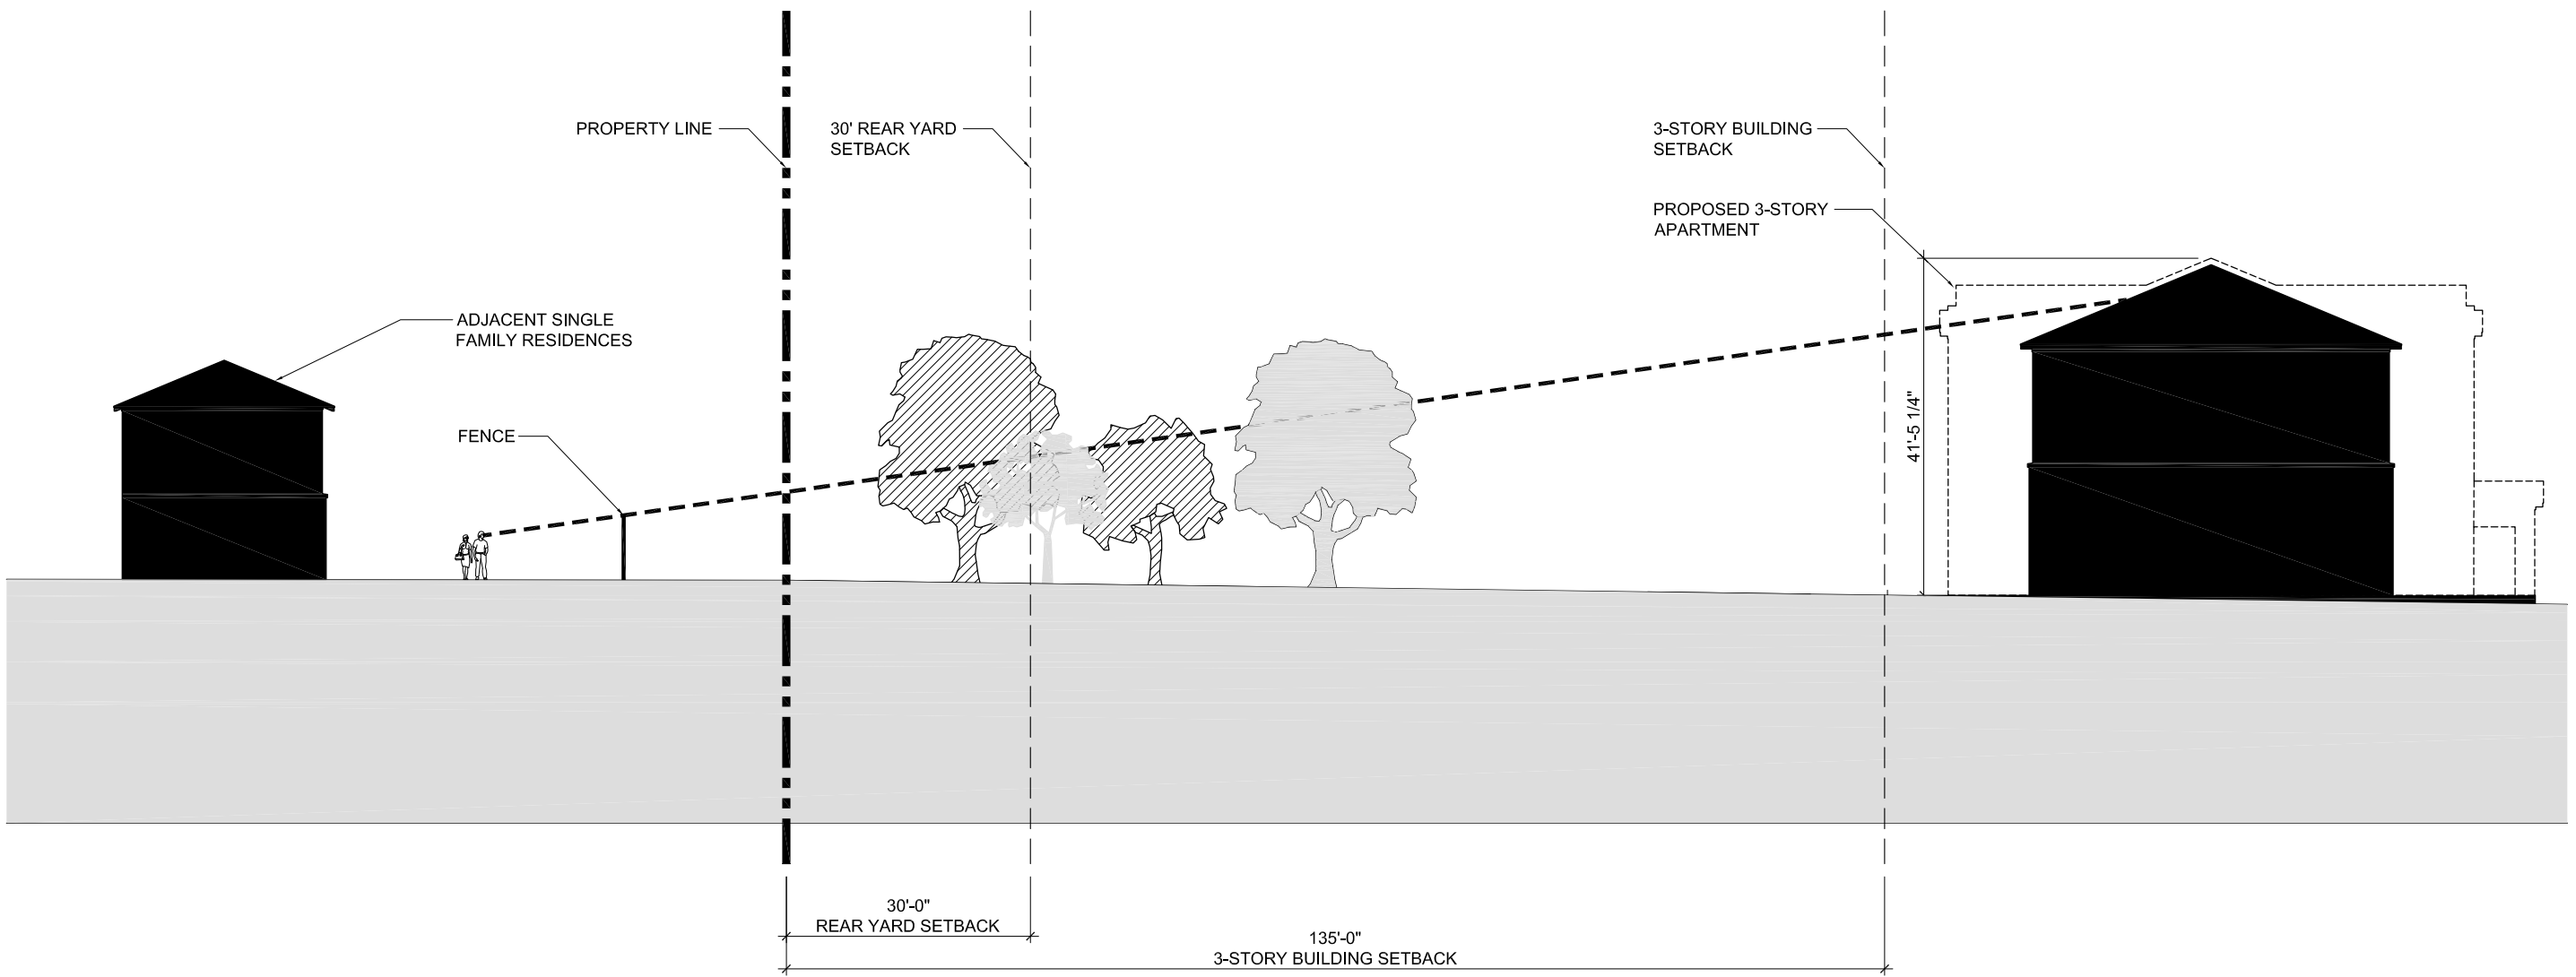 PROPERTY LINE
30' REAR YARD
SETBACK
3-STORY BUILDING
SETBACK
PROPOSED 3-STORY
APARTMENT
ADJACENT SINGLE
FAMILY RESIDENCES
FENCE
41'-5 1/4"
30'-0"
REAR YARD SETBACK
135'-0"
3-STORY BUILDING SETBACK